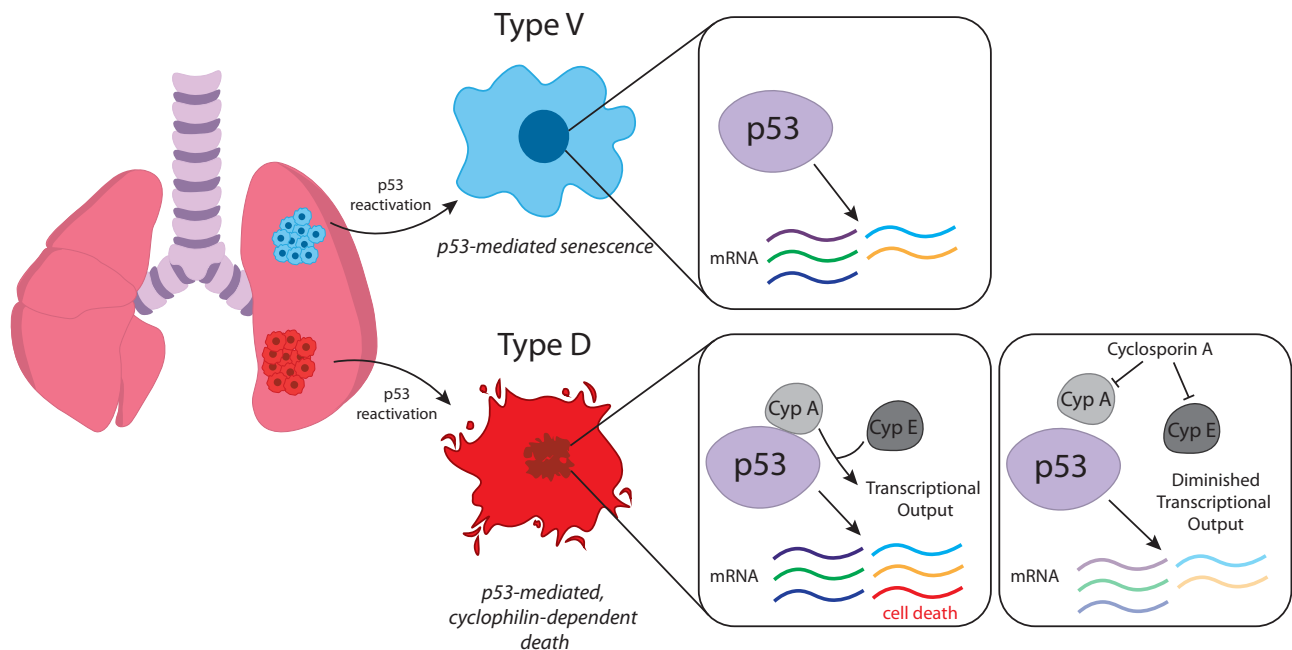 Type V
p53
reactivation
p53-mediated senescence
p53
mRNA
Type D
p53
reactivation
p53-mediated,
cyclophilin-dependent
death
Cyp A
Cyp E
p53
Transcriptional
Output
mRNA
cell death
Cyclosporin A
Cyp A
Cyp E
p53
Diminished
Transcriptional
Output
mRNA